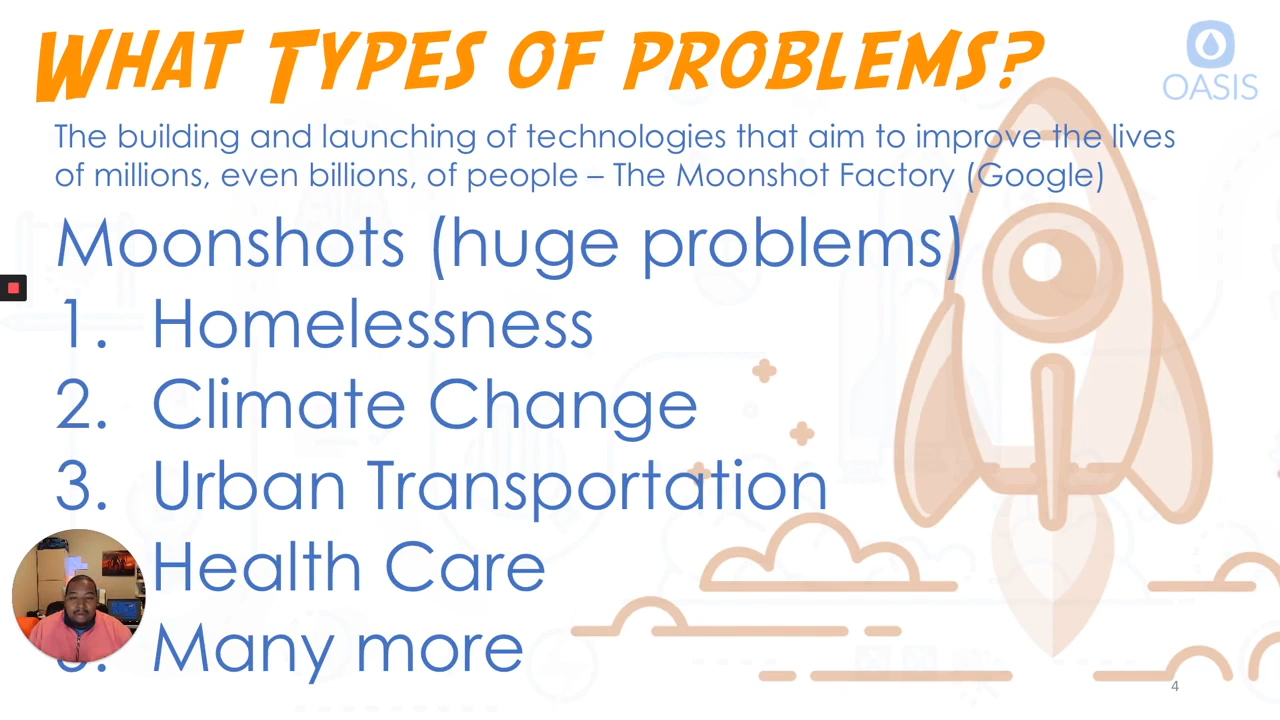 WHAT TYPES OF PROBLEMS?
OASIS
The building and launching of technologies that aim to improve the lives
of millions, even billions, of people – The Moonshot Factory (Google)
Moonshots (huge problems)
1. Homelessness
2. Climate Change
3. Urban Transportation
Health Care
Many more
4